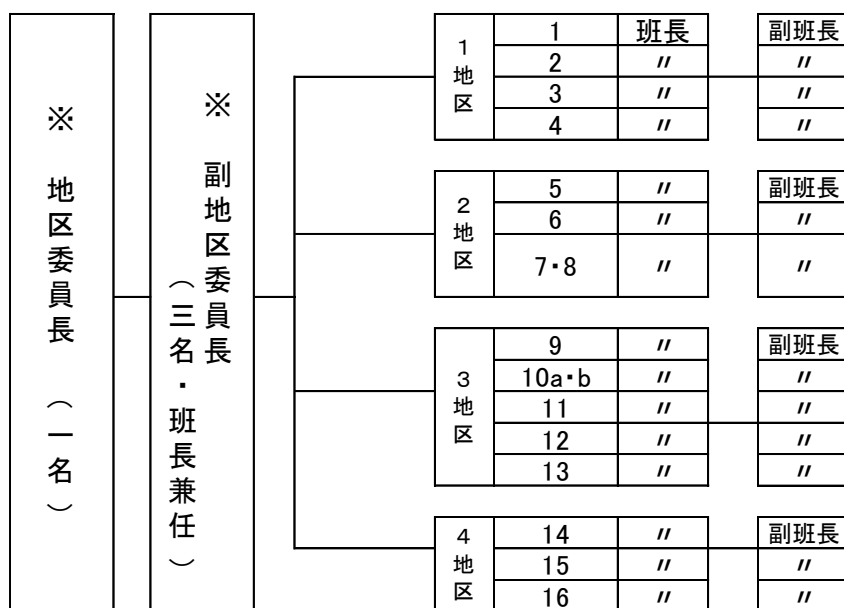 ※ 地区委員長 （一名）
※ 副地区委員長
（三名・班長兼任）
1地区
1 班長 副班長
2 〃 〃
3 〃 〃
4 〃 〃
2地区
5 〃 副班長
6 〃 〃
7・8 〃 〃
3地区
9 〃 副班長
10a・b 〃 〃
11 〃 〃
12 〃 〃
13 〃 〃
4地区
14 〃 副班長
15 〃 〃
16 〃 〃